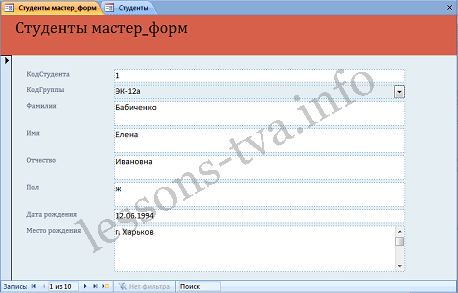 Студенты мастер_форм Студенты
Студенты мастер_форм
КодСтудента 1
КодГруппы ЭК-12а
Фамилия Бабиченко
Имя Елена
Отчество Ивановна
Пол ж
Дата рождения 12.06.1994
Место рождения г. Харьков
lessons-tva.info
Запись: 1 из 10 Нет фильтра Поиск